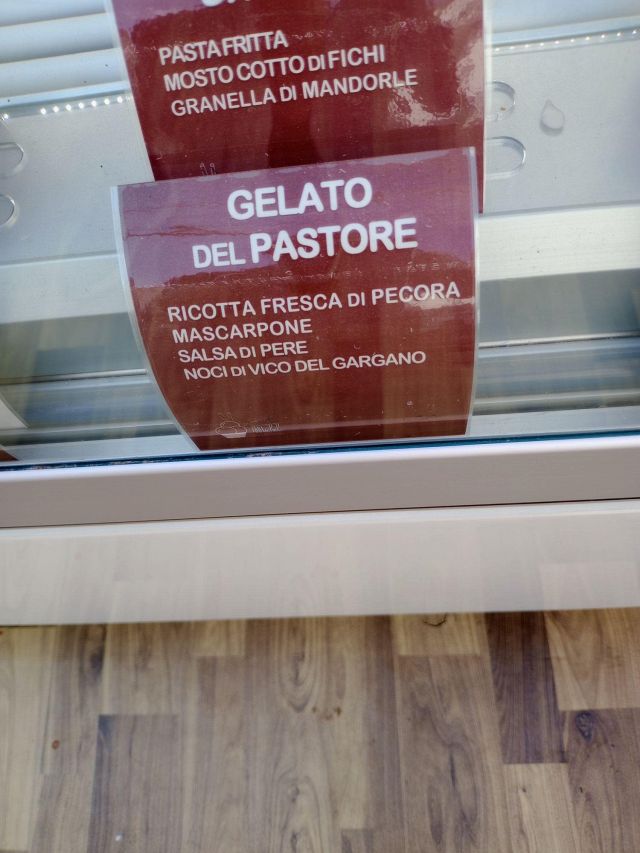 PASTA FRITTA
MOSTO COTTO DI FICHI
GRANELLA DI MANDORLE
GELATO
DEL PASTORE
RICOTTA FRESCA DI PECORA
MASCARPONE
SALSA DI PERE
NOCI DI VICO DEL GARGANO